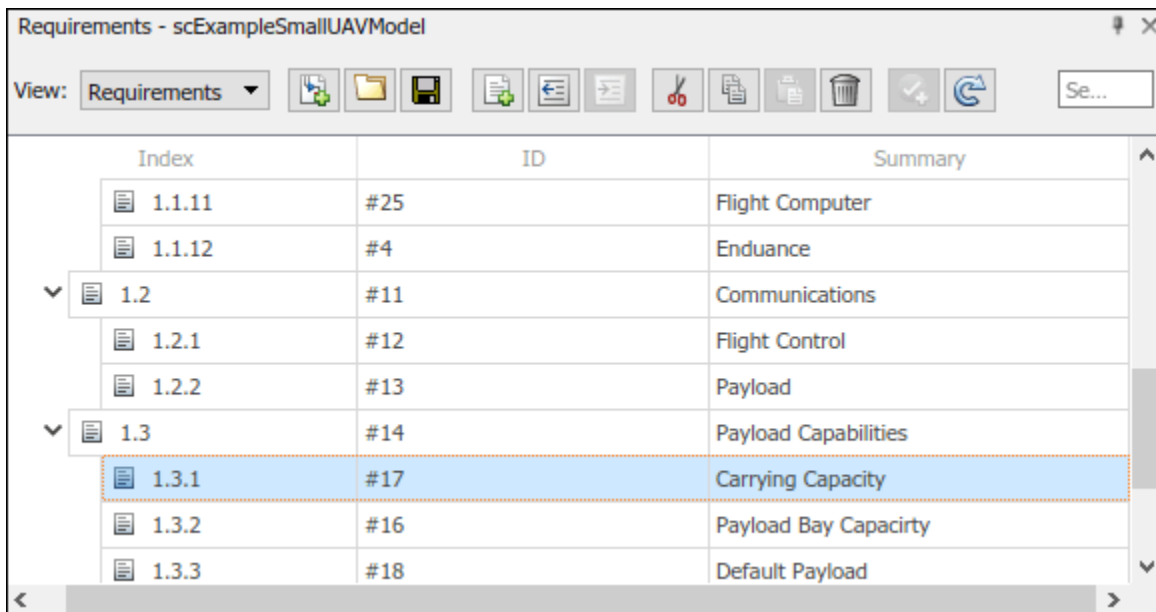 Requirements - scExampleSmallUAVModel
View: Requirements Se...
Index ID Summary
1.1.11 #25 Flight Computer
1.1.12 #4 Enduance
1.2 #11 Communications
1.2.1 #12 Flight Control
1.2.2 #13 Payload
1.3 #14 Payload Capabilities
1.3.1 #17 Carrying Capacity
1.3.2 #16 Payload Bay Capacirty
1.3.3 #18 Default Payload